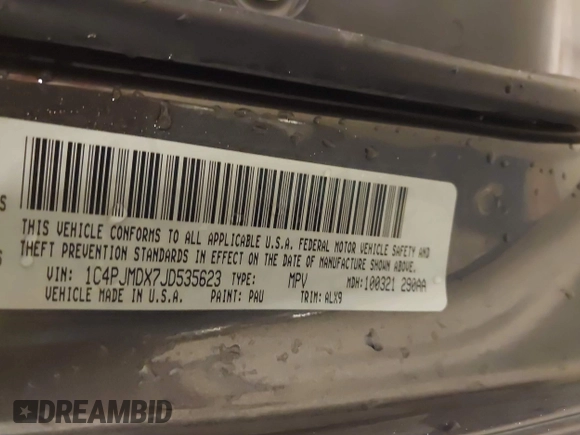 THIS VEHICLE CONFORMS TO ALL APPLICABLE U.S.A. FEDERAL MOTOR VEHICLE SAFETY AND
THEFT PREVENTION STANDARDS IN EFFECT ON THE DATE OF MANUFACTURE SHOWN ABOVE.
VIN: 1C4PJMDX7JD535623 TYPE: MPV MDH:100321 290AA
VEHICLE MADE IN U.S.A. PAINT: PAU TRIM: ALX9
DREAMBID